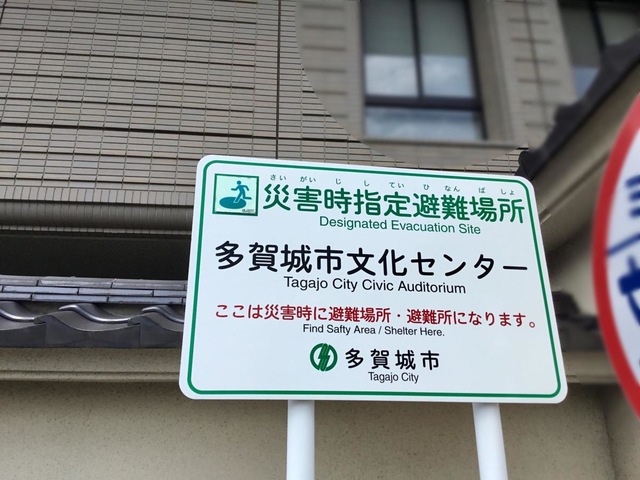 さいがいじしていひなんばしょ
災害時指定避難場所
Designated Evacuation Site
多賀城市文化センター
Tagajo City Civic Auditorium
ここは災害時に避難場所・避難所になります。
Find Safty Area / Shelter Here.
多賀城市
Tagajo City